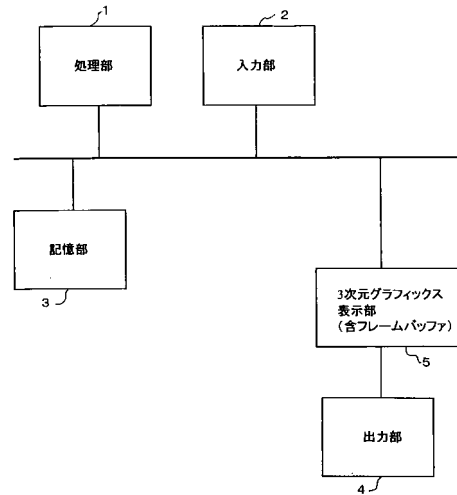 1
処理部
2
入力部
記憶部
3
3次元グラフィックス
表示部
(含フレームバッファ)
5
出力部
4